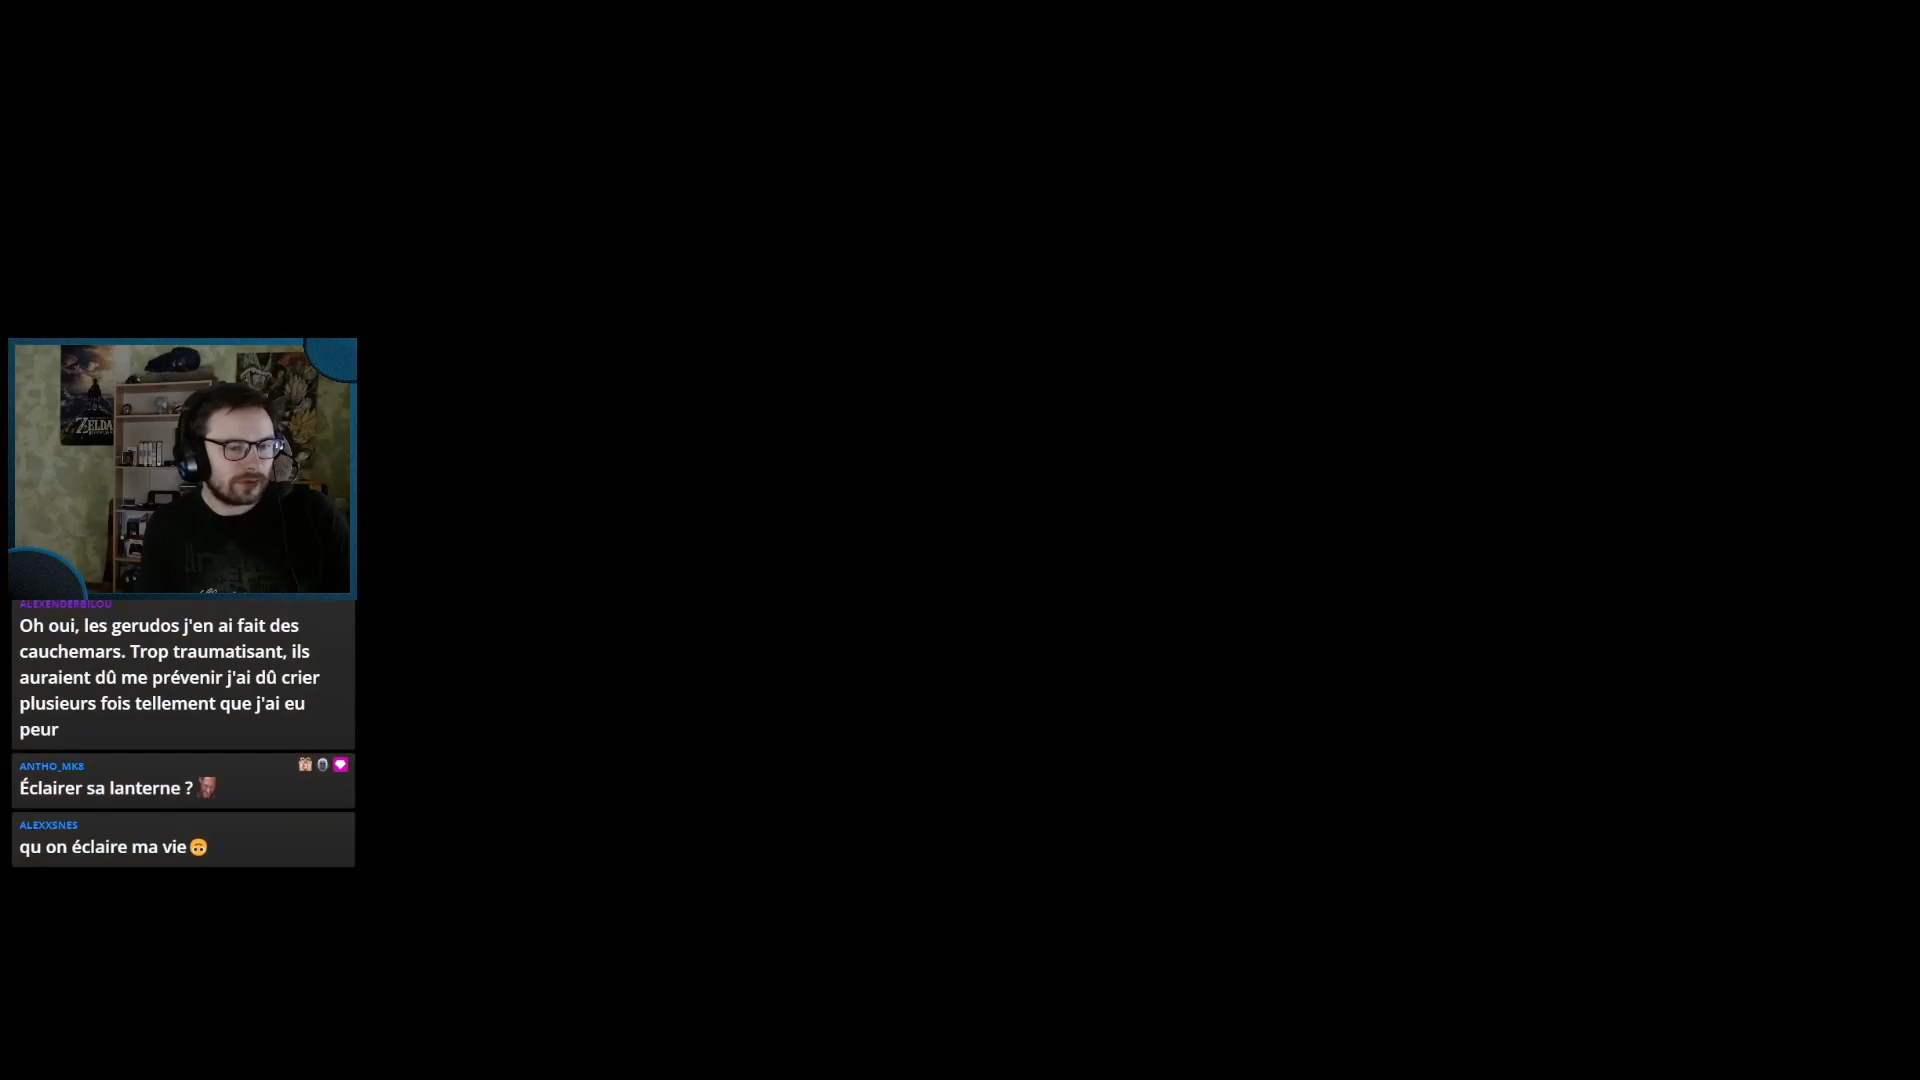 ZELDA
ALEXENDERBILOU
Oh oui, les gerudos j'en ai fait des
cauchemars. Trop traumatisant, ils
auraient dû me prévenir j'ai dû crier
plusieurs fois tellement que j'ai eu
peur
ANTHO_MK8
Éclairer sa lanterne ?
ALEXXSNES
qu on éclaire ma vie🙃